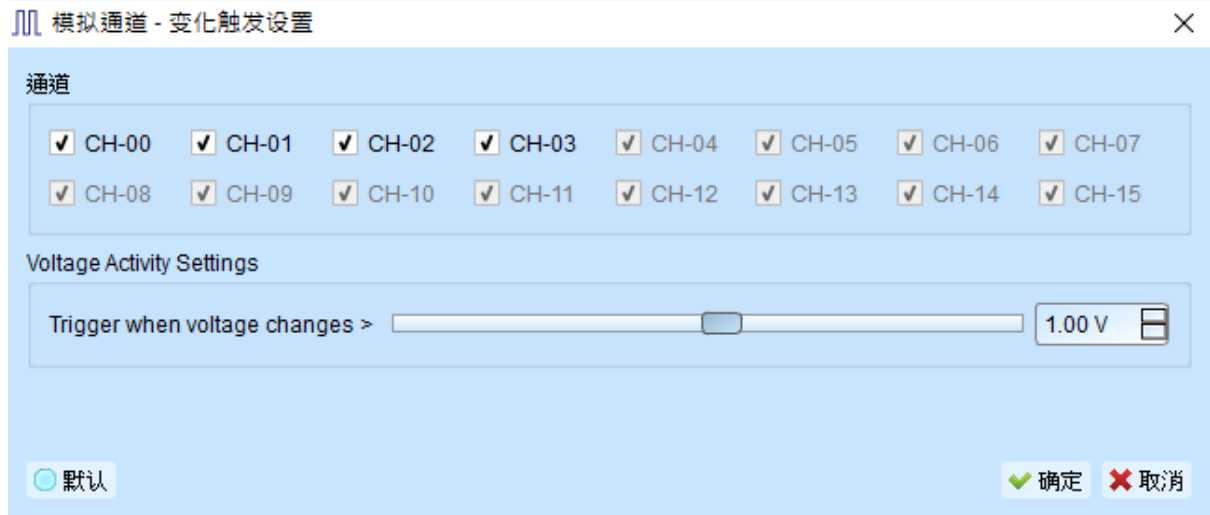 模拟通道 - 变化触发设置
通道
CH-00 CH-01 CH-02 CH-03 CH-04 CH-05 CH-06 CH-07
CH-08 CH-09 CH-10 CH-11 CH-12 CH-13 CH-14 CH-15
Voltage Activity Settings
Trigger when voltage changes > 1.00 V
默认 确定 取消